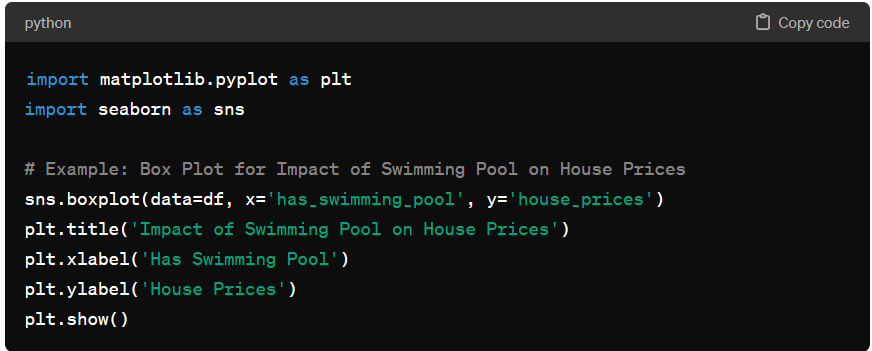 python
Copy code
import matplotlib.pyplot as plt
import seaborn as sns
# Example: Box Plot for Impact of Swimming Pool on House Prices
sns.boxplot(data=df, x='has_swimming_pool', y='house_prices')
plt.title('Impact of Swimming Pool on House Prices')
plt.xlabel('Has Swimming Pool')
plt.ylabel('House Prices')
plt.show()